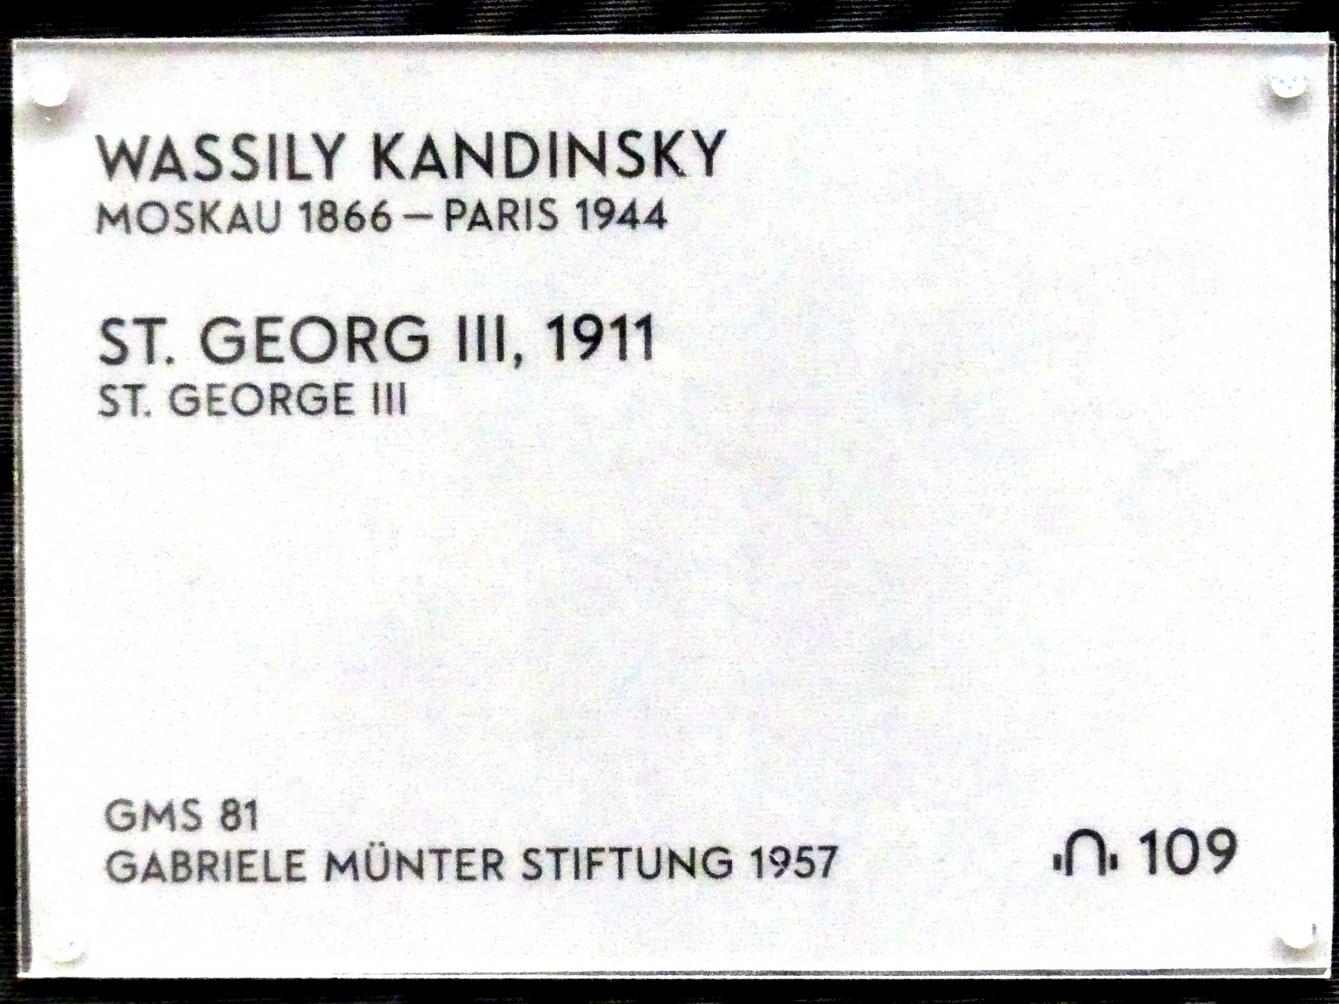 WASSILY KANDINSKY
MOSKAU 1866 – PARIS 1944
ST. GEORG III, 1911
ST. GEORGE III
GMS 81
GABRIELE MÜNTER STIFTUNG 1957
109